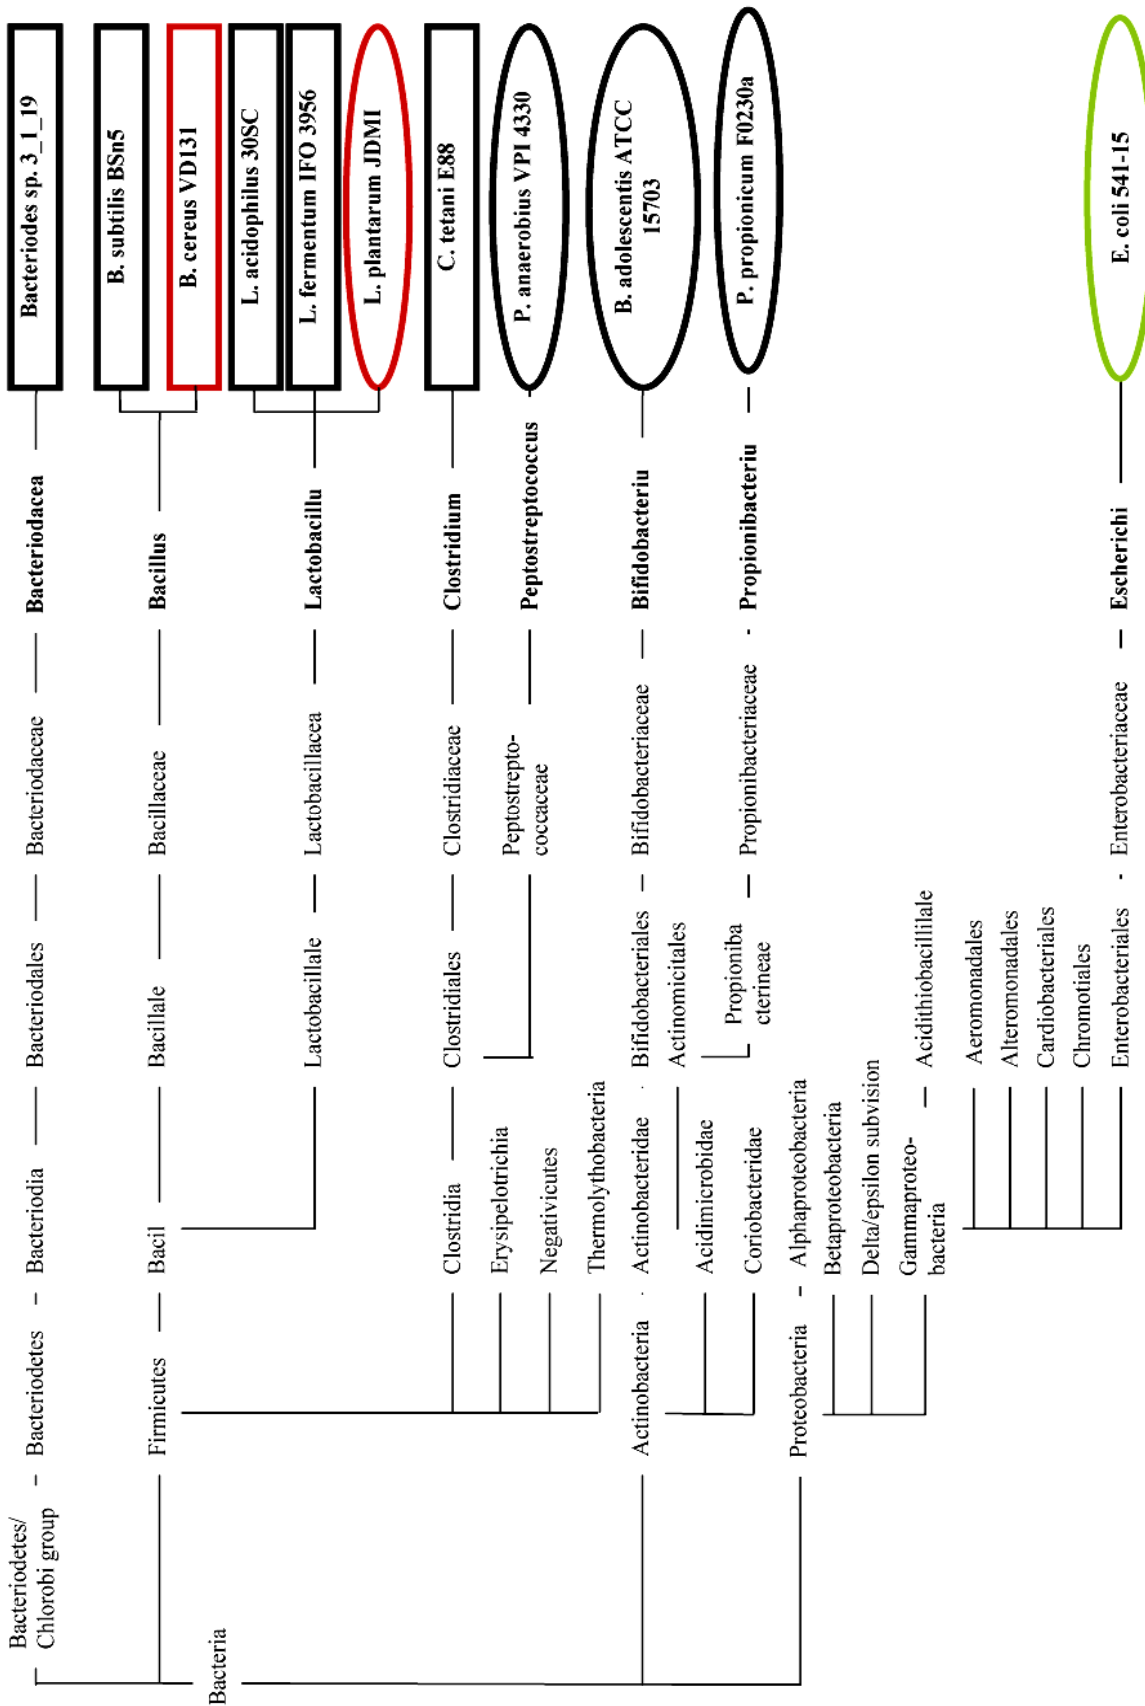 Bacteriodetes/
Chlorobi group
Bacteriodetes
Bacteriodia
Bacteriodales
Bacteriodaceae
Bacteriodacea
Bacteriodes sp. 3_1_19
Bacteria
Firmicutes
Bacil
Bacillale
Bacillaceae
Bacillus
B. subtilis BSn5
B. cereus VD131
Lactobacillale
Lactobacillacea
Lactobacillu
L. acidophilus 30SC
L. fermentum IFO 3956
L. plantarum JDMI
Clostridia
Clostridiales
Clostridiaceae
Clostridium
C. tetani E88
Peptostrepto-
coccaceae
Peptostreptococcus
P. anaerobius VPI 4330
Erysipelotrichia
Negativicutes
Thermolythobacteria
Actinobacteria
Actinobacteridae
Bifidobacteriales
Bifidobacteriaceae
Bifidobacteriu
B. adolescentis ATCC
15703
Actinomicitales
Propioniba
cterineae
Propionibacteriaceae
Propionibacteriu
P. propionicum F0230a
Acidimicrobidae
Coriobacteridae
Proteobacteria
Alphaproteobacteria
Betaproteobacteria
Delta/epsilon subvision
Gammaproteo-
bacteria
Acidithiobacillilale
Aeromonadales
Alteromonadales
Cardiobacteriales
Chromotiales
Enterobacteriales
Enterobacteriaceae
Escherichi
E. coli 541-15